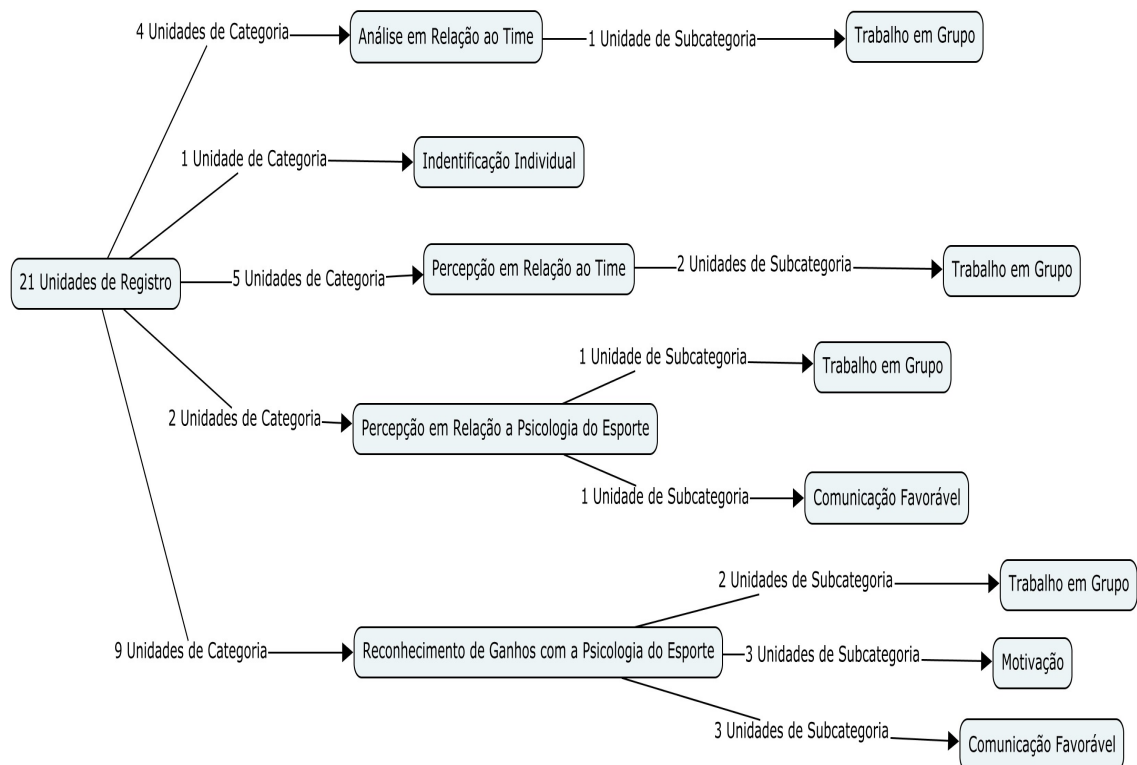 4 Unidades de Categoria
Análise em Relação ao Time
1 Unidade de Subcategoria
Trabalho em Grupo
1 Unidade de Categoria
Indentificação Individual
21 Unidades de Registro
5 Unidades de Categoria
Percepção em Relação ao Time
2 Unidades de Subcategoria
Trabalho em Grupo
2 Unidades de Categoria
Percepção em Relação a Psicologia do Esporte
1 Unidade de Subcategoria
Trabalho em Grupo
1 Unidade de Subcategoria
Comunicação Favorável
9 Unidades de Categoria
Reconhecimento de Ganhos com a Psicologia do Esporte
2 Unidades de Subcategoria
Trabalho em Grupo
3 Unidades de Subcategoria
Motivação
3 Unidades de Subcategoria
Comunicação Favorável